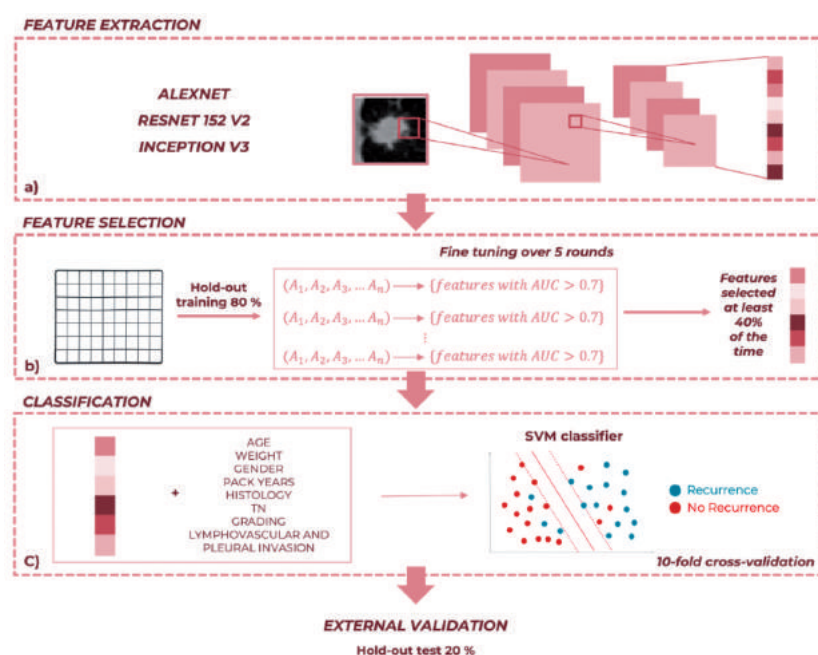 FEATURE EXTRACTION
ALEXNET
RESNET 152 V2
INCEPTION V3
a)
FEATURE SELECTION
Fine tuning over 5 rounds
Hold-out
training 80 %
(A₁, A₂, A₃, ... Aₙ) → {features with AUC > 0.7}
(A₁, A₂, A₃, ... Aₙ) → {features with AUC > 0.7}
⋮
(A₁, A₂, A₃, ... Aₙ) → {features with AUC > 0.7}
Features
selected
at least
40%
of the
time
b)
CLASSIFICATION
+
AGE
WEIGHT
GENDER
PACK YEARS
HISTOLOGY
TN
GRADING
LYMPHOVASCULAR AND
PLEURAL INVASION
SVM classifier
Recurrence
No Recurrence
10-fold cross-validation
C)
EXTERNAL VALIDATION
Hold-out test 20 %